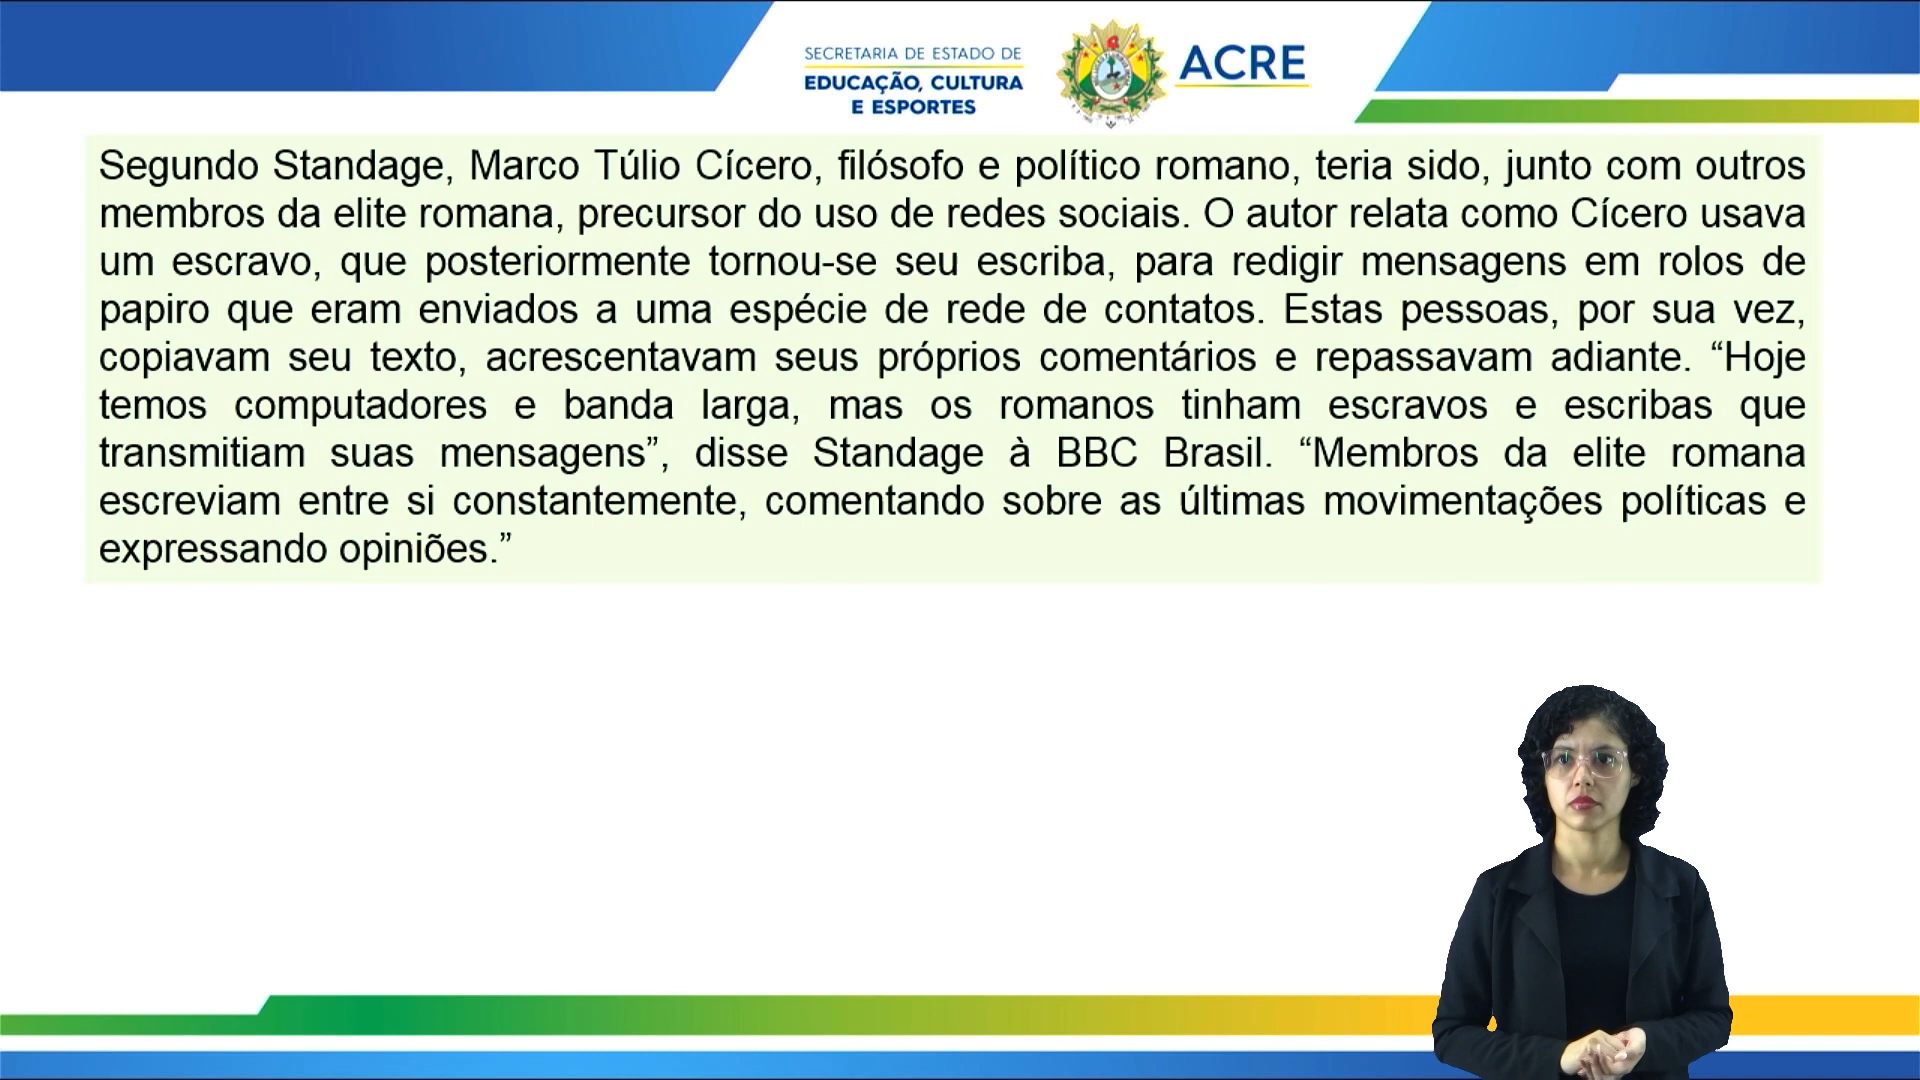 SECRETARIA DE ESTADO DE
EDUCAÇÃO, CULTURA
E ESPORTES
ACRE
Segundo Standage, Marco Túlio Cícero, filósofo e político romano, teria sido, junto com outros
membros da elite romana, precursor do uso de redes sociais. O autor relata como Cícero usava
um escravo, que posteriormente tornou-se seu escriba, para redigir mensagens em rolos de
papiro que eram enviados a uma espécie de rede de contatos. Estas pessoas, por sua vez,
copiavam seu texto, acrescentavam seus próprios comentários e repassavam adiante. “Hoje
temos computadores e banda larga, mas os romanos tinham escravos e escribas que
transmitiam suas mensagens”, disse Standage à BBC Brasil. “Membros da elite romana
escreviam entre si constantemente, comentando sobre as últimas movimentações políticas e
expressando opiniões.”